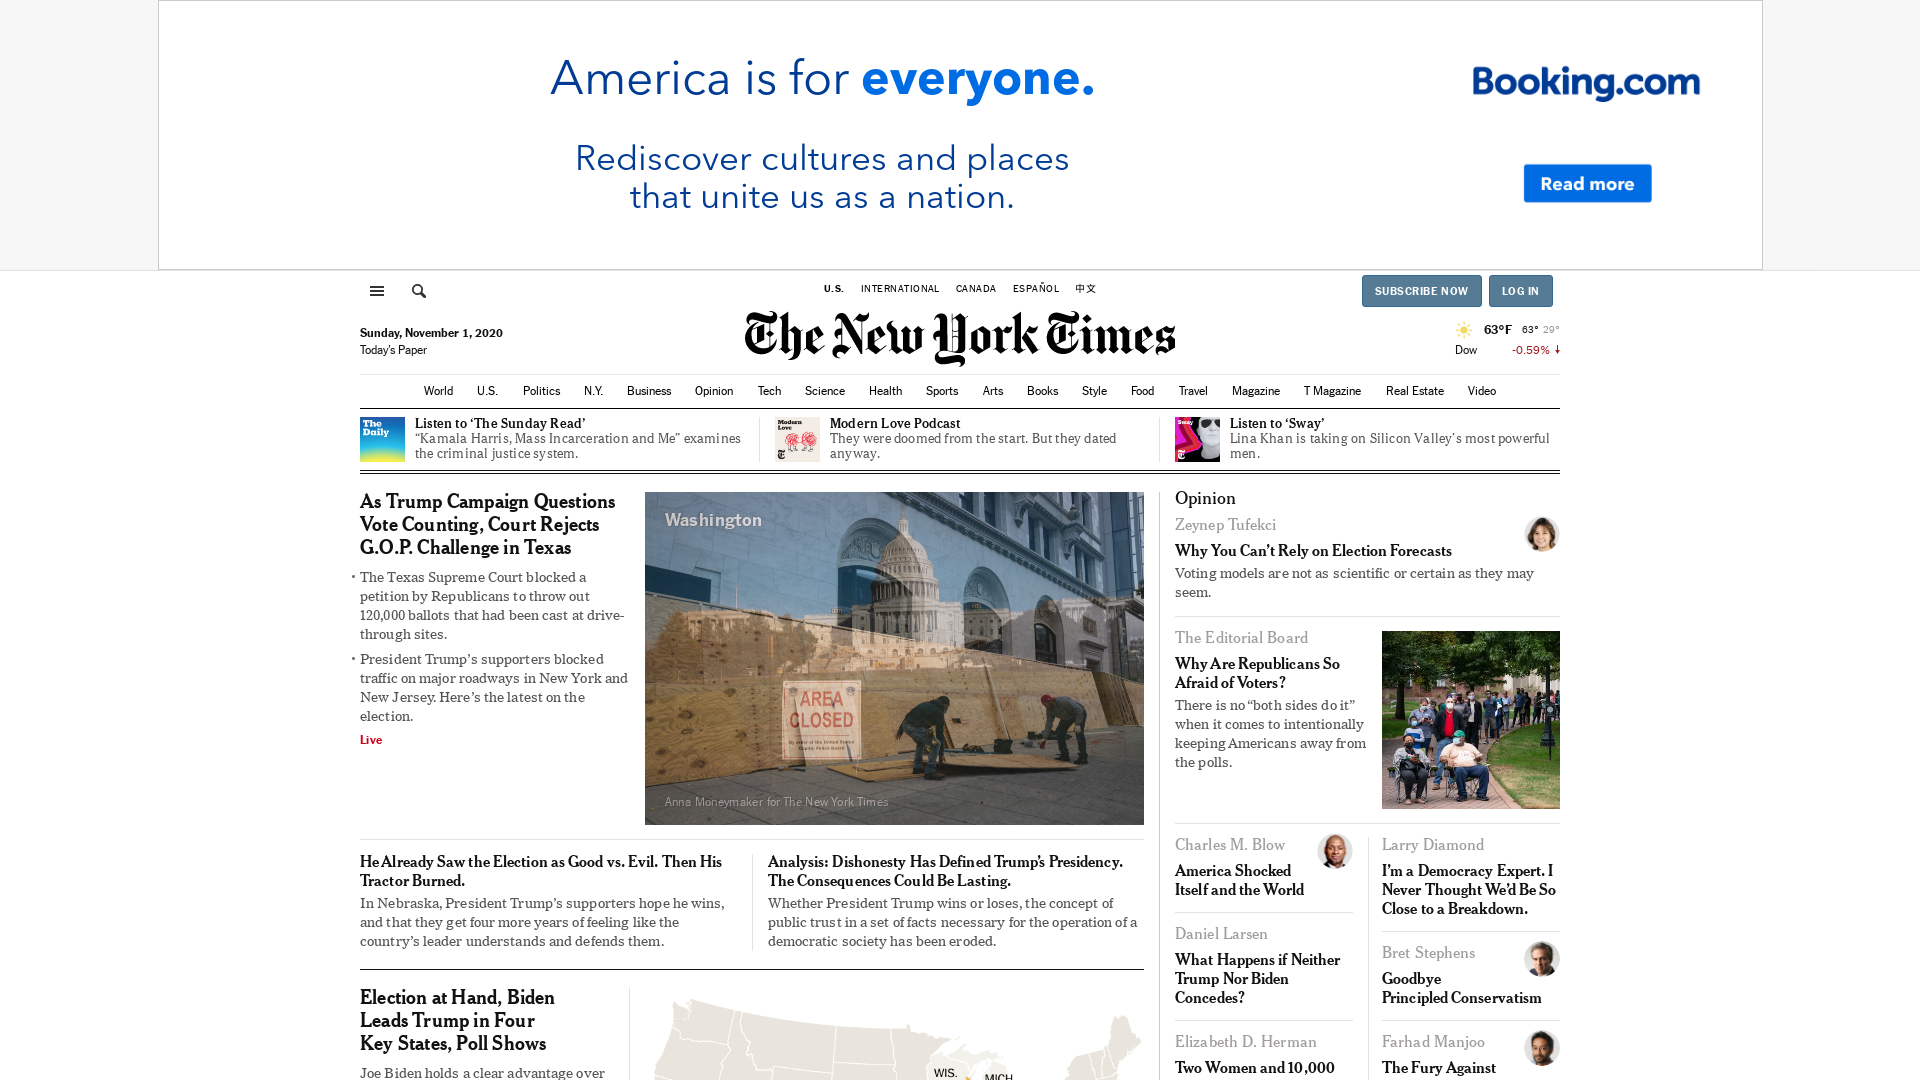 America is for everyone.
Booking.com
Rediscover cultures and places
that unite us as a nation.
Read more
U.S.
INTERNATIONAL
CANADA
ESPAÑOL
中文
SUBSCRIBE NOW
LOG IN
Sunday, November 1, 2020
Today's Paper
The New York Times
63°F 63° 29°
Dow -0.59% ↓
World
U.S.
Politics
N.Y.
Business
Opinion
Tech
Science
Health
Sports
Arts
Books
Style
Food
Travel
Magazine
T Magazine
Real Estate
Video
The
Daily
Listen to ‘The Sunday Read’
“Kamala Harris, Mass Incarceration and Me” examines
the criminal justice system.
Modern
Love
Modern Love Podcast
They were doomed from the start. But they dated
anyway.
Sway
Listen to ‘Sway’
Lina Khan is taking on Silicon Valley’s most powerful
men.
As Trump Campaign Questions
Vote Counting, Court Rejects
G.O.P. Challenge in Texas
• The Texas Supreme Court blocked a
petition by Republicans to throw out
120,000 ballots that had been cast at drive-
through sites.
• President Trump’s supporters blocked
traffic on major roadways in New York and
New Jersey. Here’s the latest on the
election.
Live
Washington
AREA
CLOSED
Anna Moneymaker for The New York Times
He Already Saw the Election as Good vs. Evil. Then His
Tractor Burned.
In Nebraska, President Trump’s supporters hope he wins,
and that they get four more years of feeling like the
country’s leader understands and defends them.
Analysis: Dishonesty Has Defined Trump’s Presidency.
The Consequences Could Be Lasting.
Whether President Trump wins or loses, the concept of
public trust in a set of facts necessary for the operation of a
democratic society has been eroded.
Election at Hand, Biden
Leads Trump in Four
Key States, Poll Shows
Joe Biden holds a clear advantage over
WIS.
MICH
Opinion
Zeynep Tufekci
Why You Can’t Rely on Election Forecasts
Voting models are not as scientific or certain as they may
seem.
The Editorial Board
Why Are Republicans So
Afraid of Voters?
There is no “both sides do it”
when it comes to intentionally
keeping Americans away from
the polls.
Charles M. Blow
America Shocked
Itself and the World
Daniel Larsen
What Happens if Neither
Trump Nor Biden
Concedes?
Elizabeth D. Herman
Two Women and 10,000
Larry Diamond
I’m a Democracy Expert. I
Never Thought We’d Be So
Close to a Breakdown.
Bret Stephens
Goodbye
Principled Conservatism
Farhad Manjoo
The Fury Against